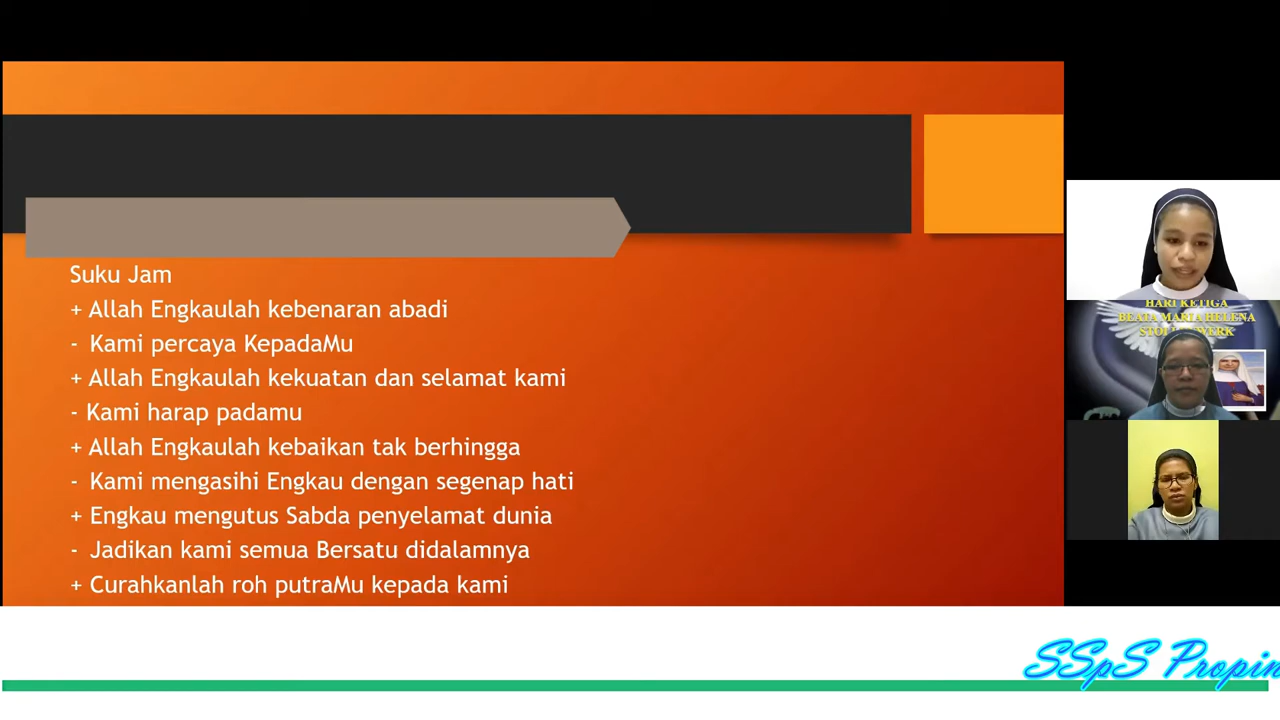 Suku Jam
+ Allah Engkaulah kebenaran abadi
- Kami percaya KepadaMu
+ Allah Engkaulah kekuatan dan selamat kami
- Kami harap padamu
+ Allah Engkaulah kebaikan tak berhingga
- Kami mengasihi Engkau dengan segenap hati
+ Engkau mengutus Sabda penyelamat dunia
- Jadikan kami semua Bersatu didalamnya
+ Curahkanlah roh putraMu kepada kami
HARI KETIGA
BEATA MARIA HELENA
SSpS Propin